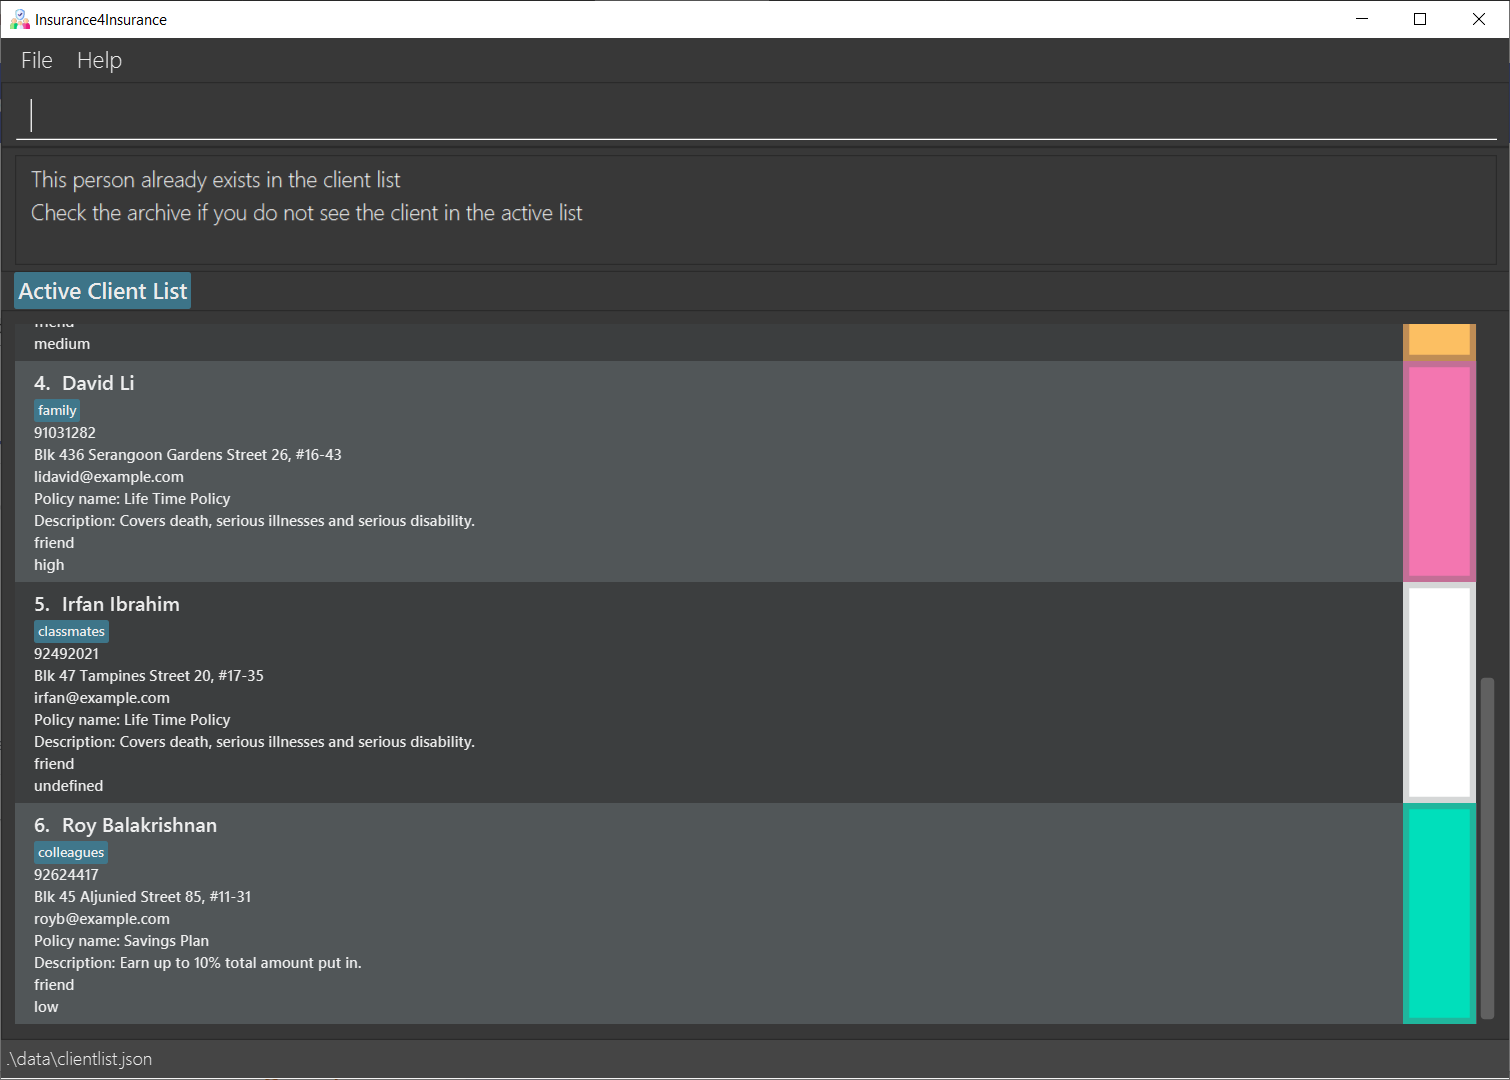 Insurance4Insurance
File Help
This person already exists in the client list
Check the archive if you do not see the client in the active list
Active Client List
medium
4. David Li
family
91031282
Blk 436 Serangoon Gardens Street 26, #16-43
lidavid@example.com
Policy name: Life Time Policy
Description: Covers death, serious illnesses and serious disability.
friend
high
5. Irfan Ibrahim
classmates
92492021
Blk 47 Tampines Street 20, #17-35
irfan@example.com
Policy name: Life Time Policy
Description: Covers death, serious illnesses and serious disability.
friend
undefined
6. Roy Balakrishnan
colleagues
92624417
Blk 45 Aljunied Street 85, #11-31
royb@example.com
Policy name: Savings Plan
Description: Earn up to 10% total amount put in.
friend
low
.\data\clientlist.json